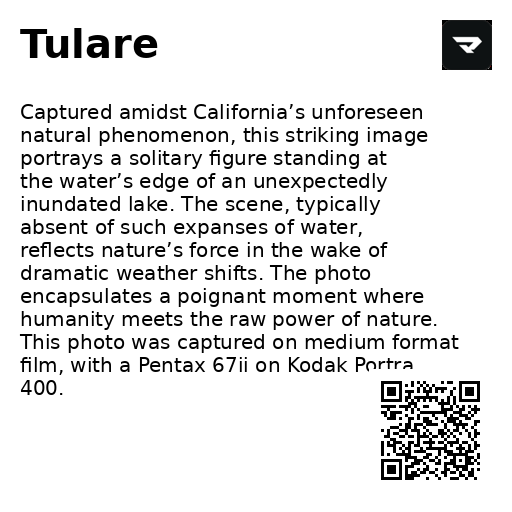 Tulare
Captured amidst California’s unforeseen
natural phenomenon, this striking image
portrays a solitary figure standing at
the water’s edge of an unexpectedly
inundated lake. The scene, typically
absent of such expanses of water,
reflects nature’s force in the wake of
dramatic weather shifts. The photo
encapsulates a poignant moment where
humanity meets the raw power of nature.
This photo was captured on medium format
film, with a Pentax 67ii on Kodak Portra
400.